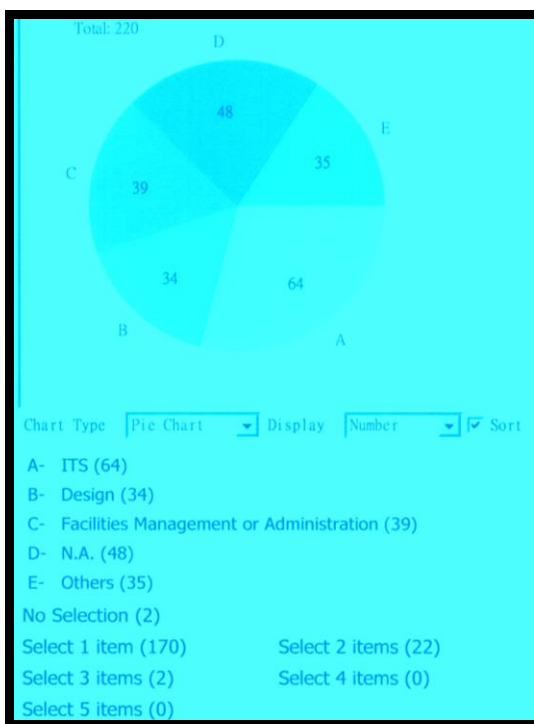 Total: 220
D
48
E
35
C
39
34
64
B
A
Chart Type Pie Chart Display Number Sort
A- ITS (64)
B- Design (34)
C- Facilities Management or Administration (39)
D- N.A. (48)
E- Others (35)
No Selection (2)
Select 1 item (170) Select 2 items (22)
Select 3 items (2) Select 4 items (0)
Select 5 items (0)